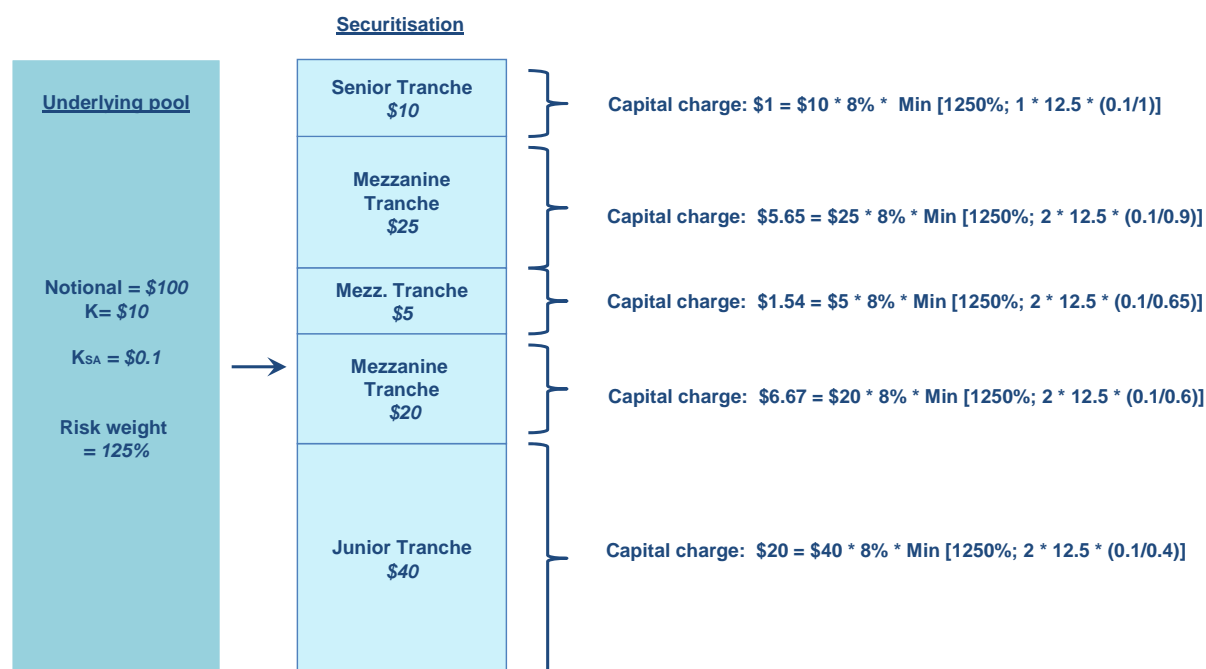 Securitisation
Underlying pool
Notional = $100
K= $10
KSA = $0.1
Risk weight
= 125%
Senior Tranche
$10
Capital charge: $1 = $10 * 8% * Min [1250%; 1 * 12.5 * (0.1/1)]
Mezzanine
Tranche
$25
Capital charge: $5.65 = $25 * 8% * Min [1250%; 2 * 12.5 * (0.1/0.9)]
Mezz. Tranche
$5
Capital charge: $1.54 = $5 * 8% * Min [1250%; 2 * 12.5 * (0.1/0.65)]
Mezzanine
Tranche
$20
Capital charge: $6.67 = $20 * 8% * Min [1250%; 2 * 12.5 * (0.1/0.6)]
Junior Tranche
$40
Capital charge: $20 = $40 * 8% * Min [1250%; 2 * 12.5 * (0.1/0.4)]